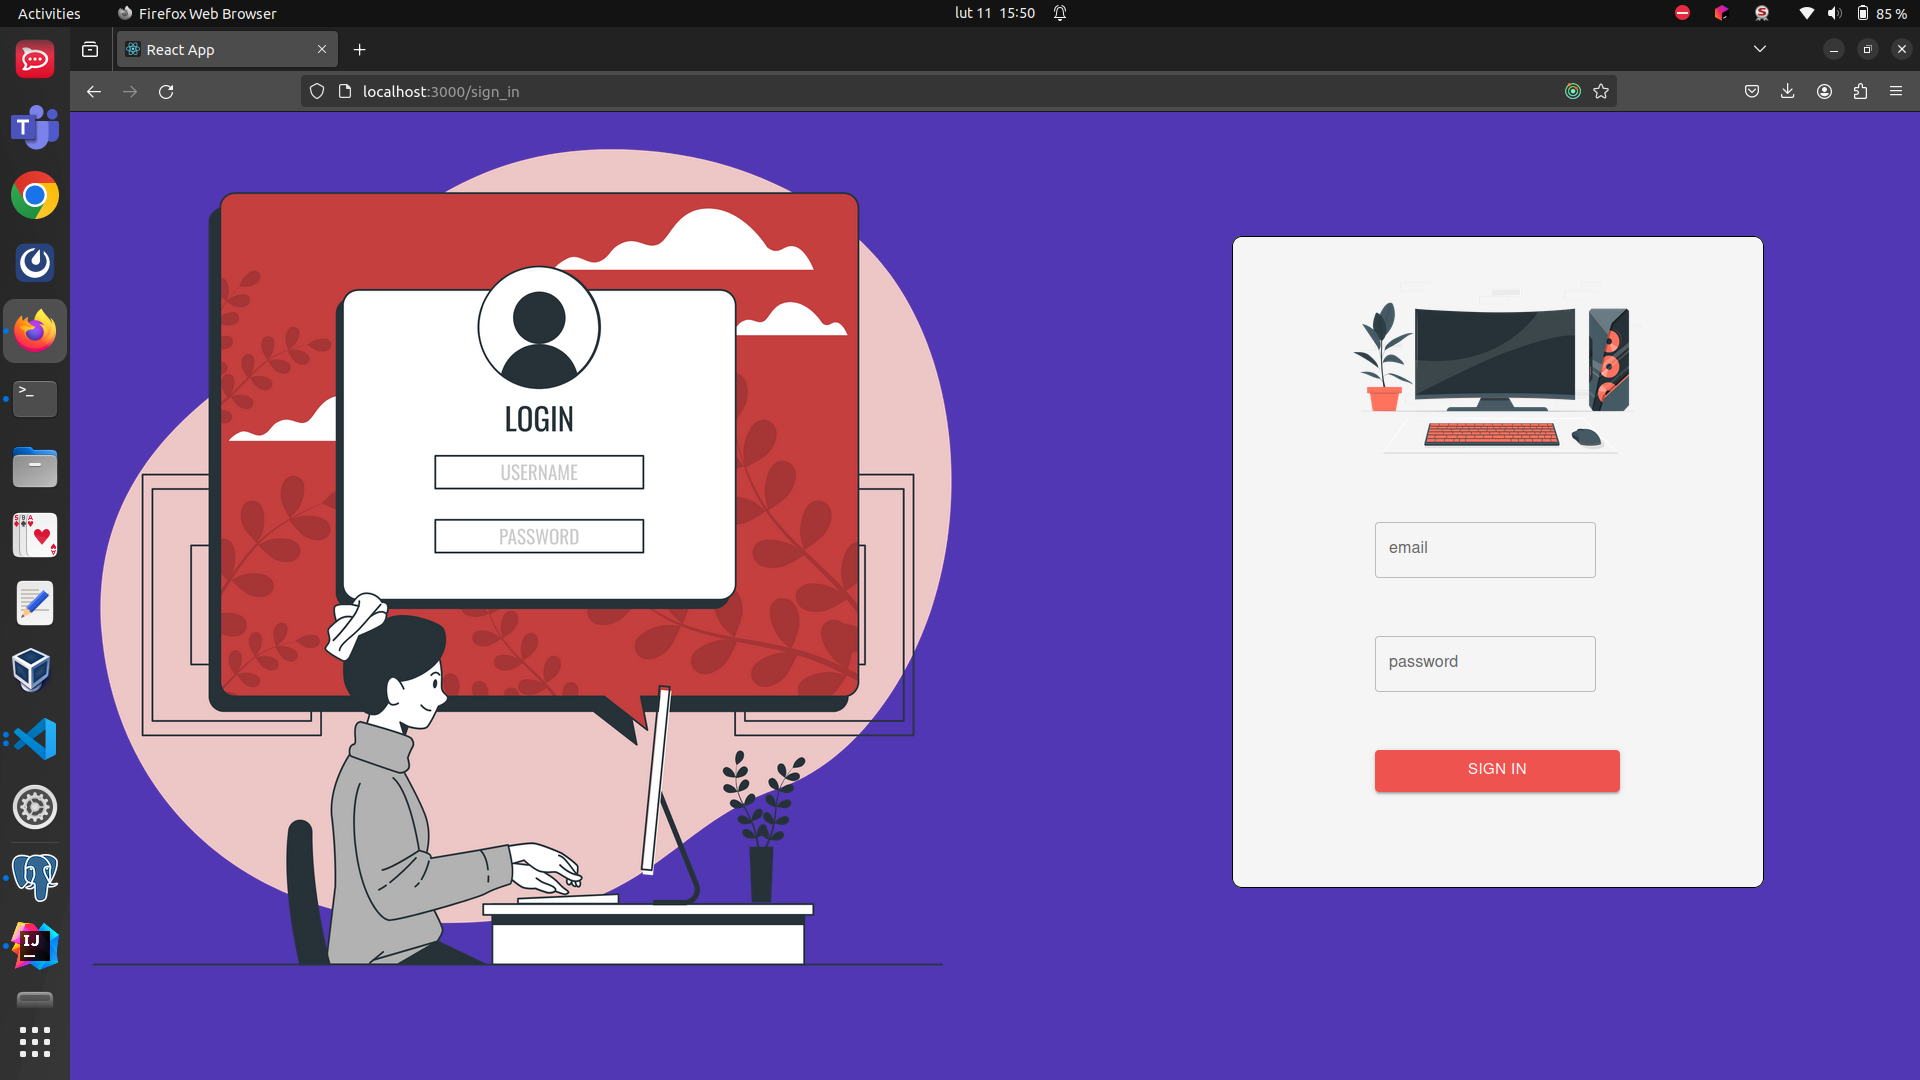 Activities
Firefox Web Browser
lut 11 15:50
85 %
React App
localhost:3000/sign_in
T
>_
IJ
LOGIN
USERNAME
PASSWORD
email
password
SIGN IN